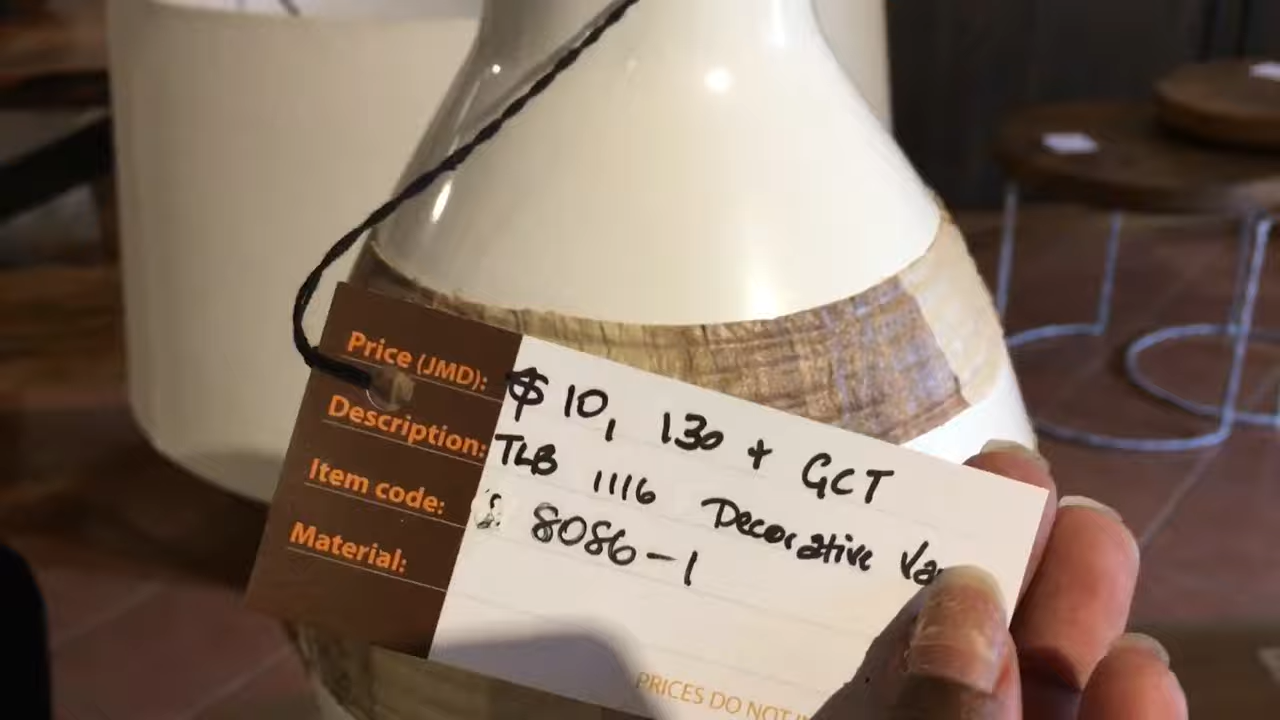 Price (JMD): $ 10, 130 + GCT
Description: TLB 1116 Decorative
Item code: 8086-1
Material:
PRICES DO NOT